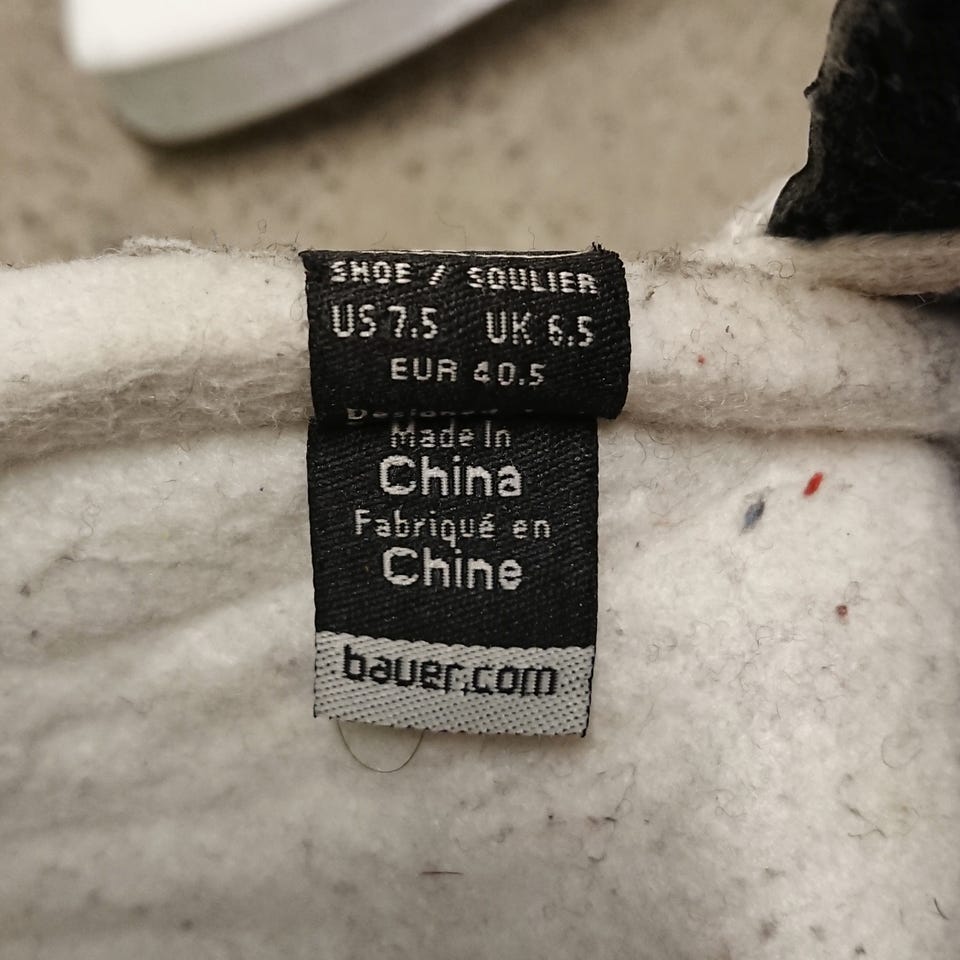 SHOE / SOULIER
US 7.5 UK 6.5
EUR 40.5
Made In
China
Fabriqué en
Chine
bauer.com